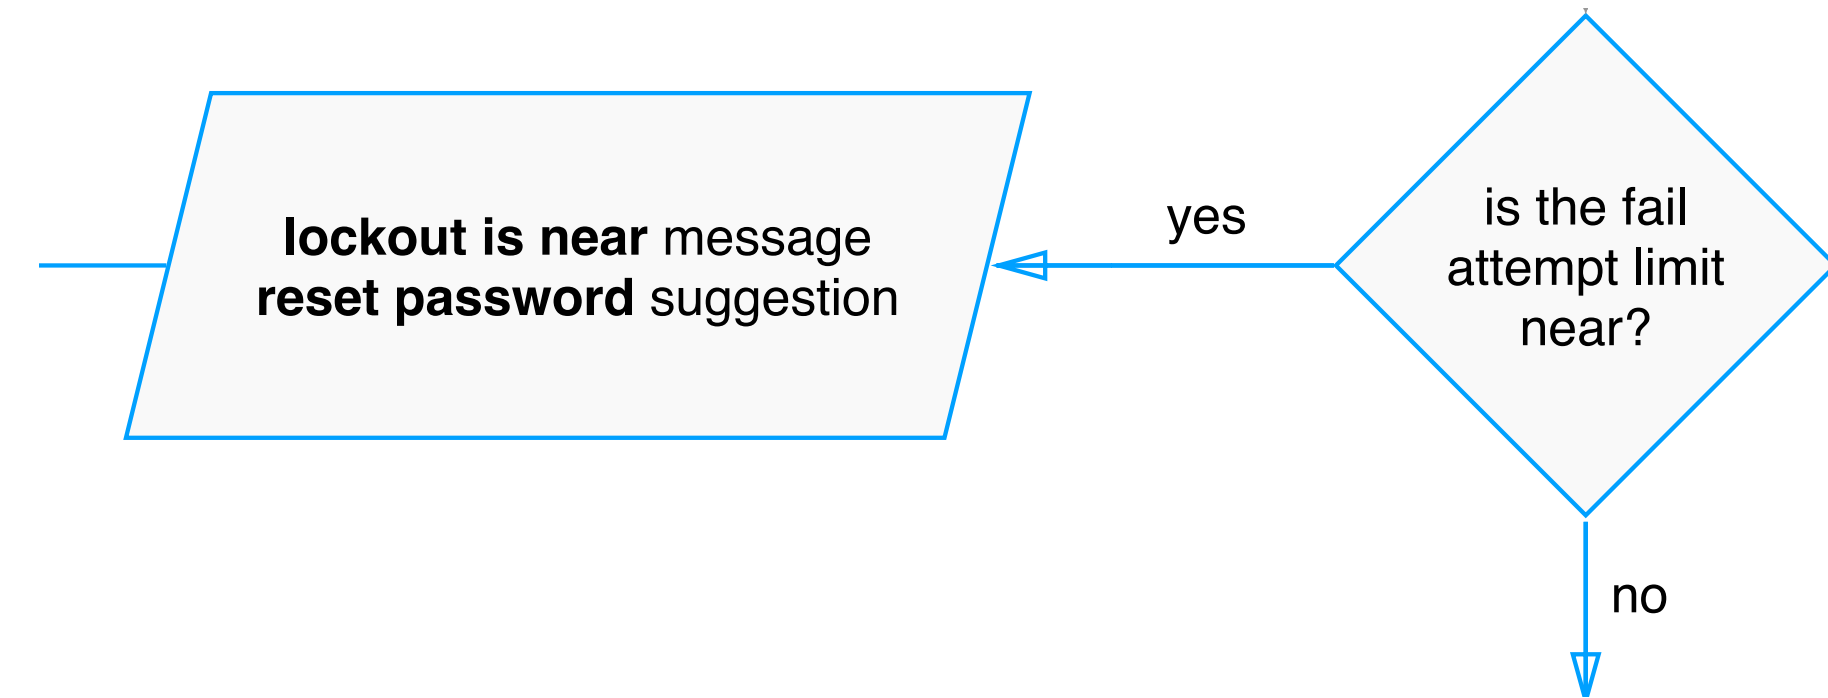 lockout is near message
reset password suggestion
yes
is the fail
attempt limit
near?
no